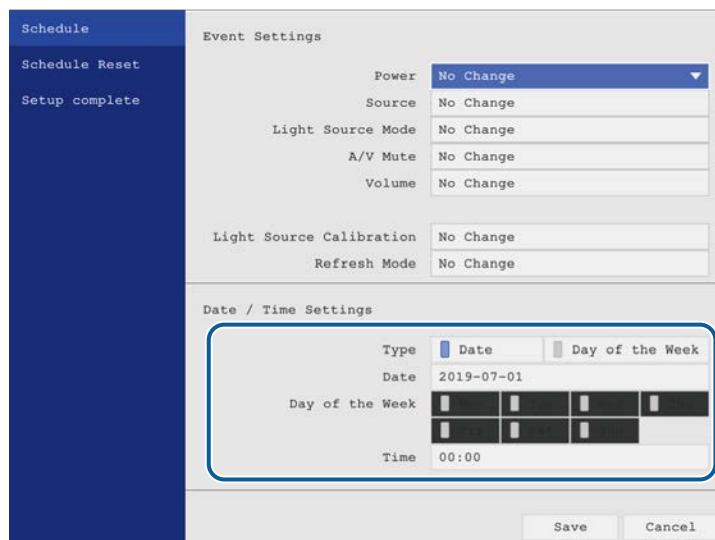 Schedule
Schedule Reset
Setup complete
Event Settings
Power No Change
Source No Change
Light Source Mode No Change
A/V Mute No Change
Volume No Change
Light Source Calibration No Change
Refresh Mode No Change
Date / Time Settings
Type Date Day of the Week
Date 2019-07-01
Day of the Week
Time 00:00
Save Cancel